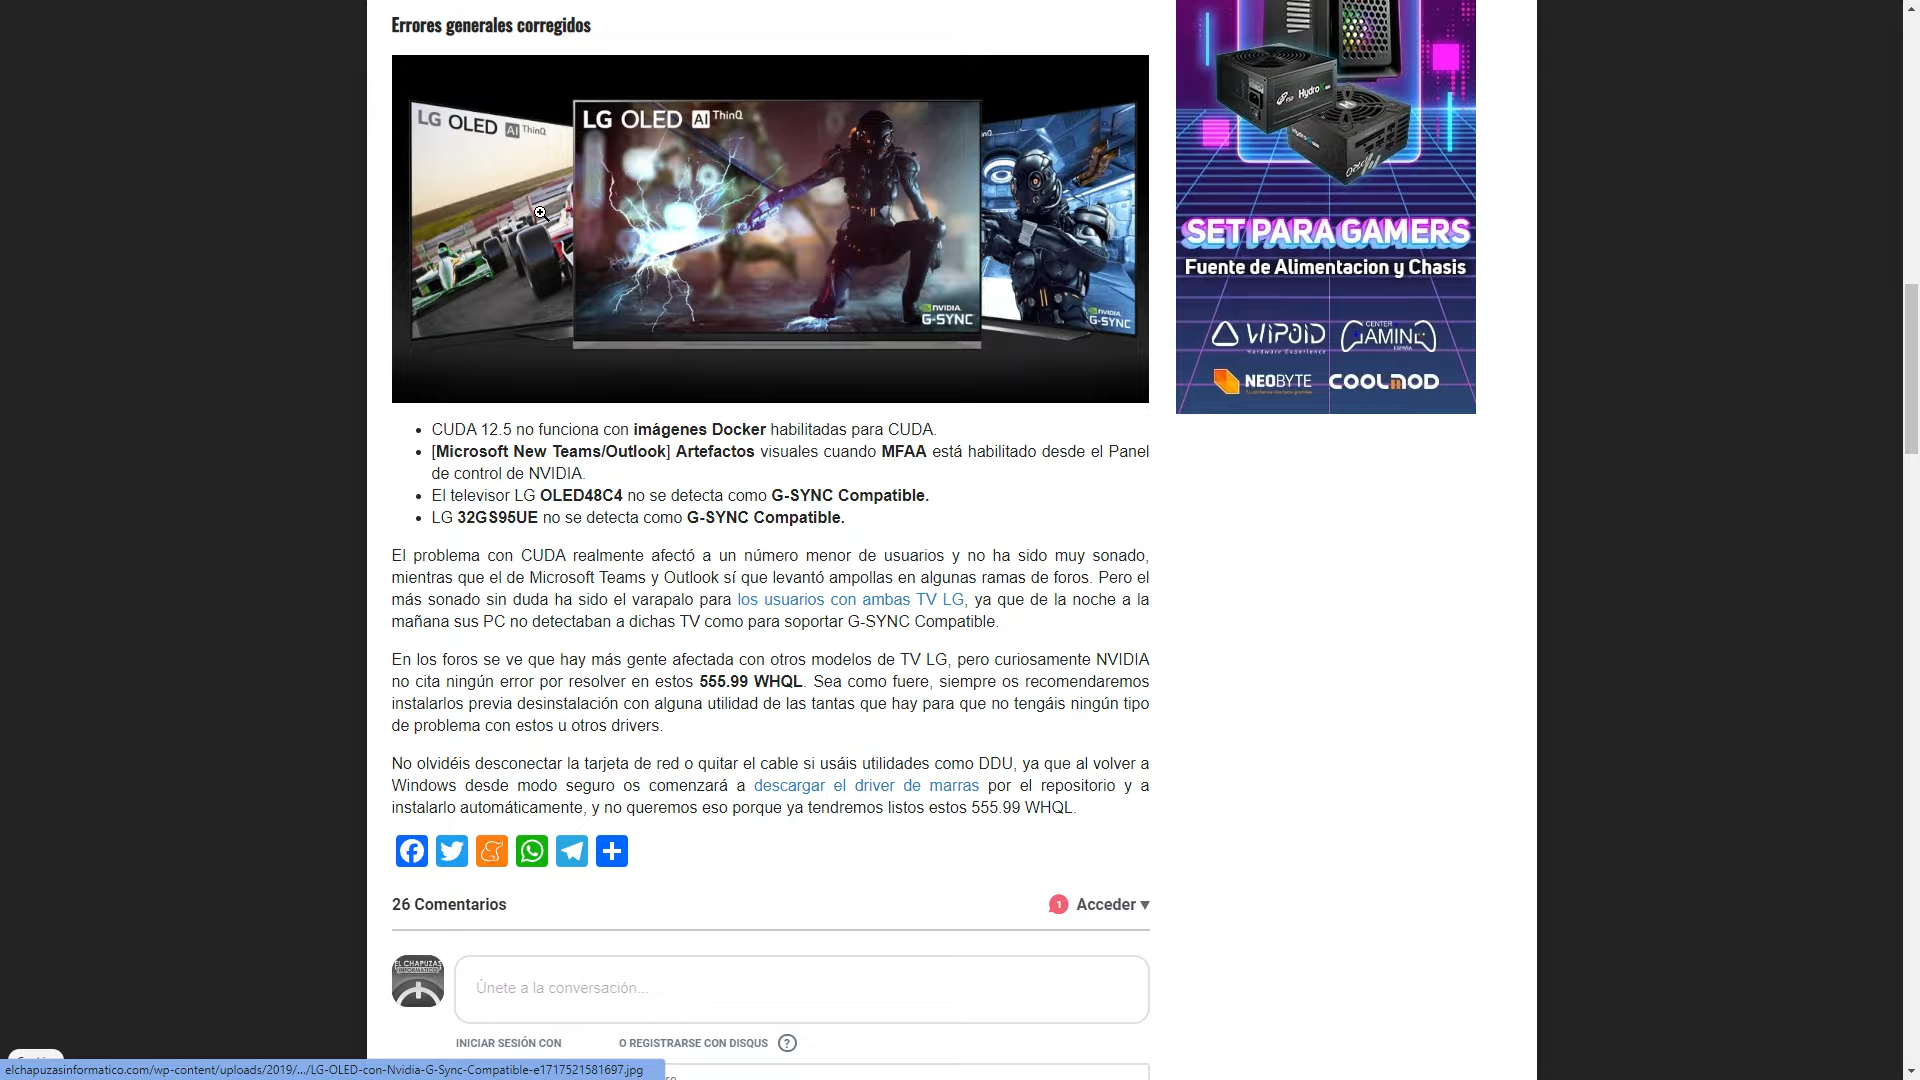 Errores generales corregidos
LG OLED AI ThinQ
LG OLED AI ThinQ
NVIDIA
G-SYNC
NVIDIA
G-SYNC
CUDA 12.5 no funciona con imágenes Docker habilitadas para CUDA.
[Microsoft New Teams/Outlook] Artefactos visuales cuando MFAA está habilitado desde el Panel
de control de NVIDIA.
El televisor LG OLED48C4 no se detecta como G-SYNC Compatible.
LG 32GS95UE no se detecta como G-SYNC Compatible.
El problema con CUDA realmente afectó a un número menor de usuarios y no ha sido muy sonado,
mientras que el de Microsoft Teams y Outlook sí que levantó ampollas en algunas ramas de foros. Pero el
más sonado sin duda ha sido el varapalo para los usuarios con ambas TV LG, ya que de la noche a la
mañana sus PC no detectaban a dichas TV como para soportar G-SYNC Compatible.
En los foros se ve que hay más gente afectada con otros modelos de TV LG, pero curiosamente NVIDIA
no cita ningún error por resolver en estos 555.99 WHQL. Sea como fuere, siempre os recomendaremos
instalarlos previa desinstalación con alguna utilidad de las tantas que hay para que no tengáis ningún tipo
de problema con estos u otros drivers.
No olvidéis desconectar la tarjeta de red o quitar el cable si usáis utilidades como DDU, ya que al volver a
Windows desde modo seguro os comenzará a descargar el driver de marras por el repositorio y a
instalarlo automáticamente, y no queremos eso porque ya tendremos listos estos 555.99 WHQL.
26 Comentarios
1 Acceder
EL CHAPUZAS
INFORMATICO
Únete a la conversación...
INICIAR SESIÓN CON
O REGISTRARSE CON DISQUS ?
elchapuzasinformatico.com/wp-content/uploads/2019/.../LG-OLED-con-Nvidia-G-Sync-Compatible-e1717521581697.jpg
Hydro
SET PARA GAMERS
Fuente de Alimentacion y Chasis
WIPOID
Hardware Experience
CENTER
GAMING
ESPAÑA
NEOBYTE
COOLMOD